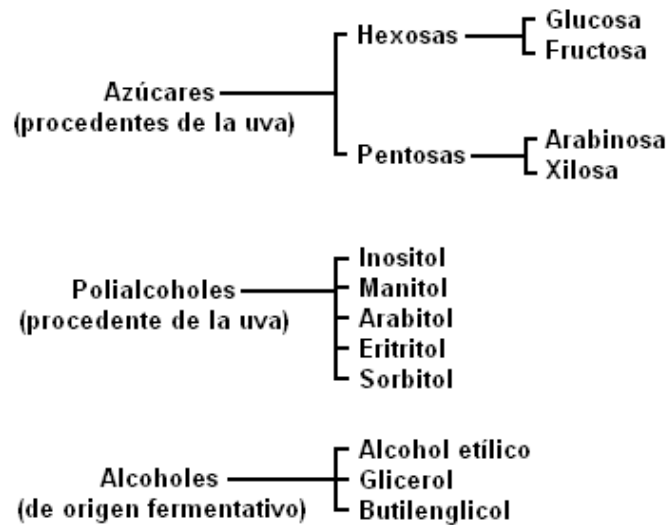 Azúcares
(procedentes de la uva)
Hexosas
Glucosa
Fructosa
Pentosas
Arabinosa
Xilosa
Polialcoholes
(procedente de la uva)
Inositol
Manitol
Arabitol
Eritritol
Sorbitol
Alcoholes
(de origen fermentativo)
Alcohol etílico
Glicerol
Butilenglicol